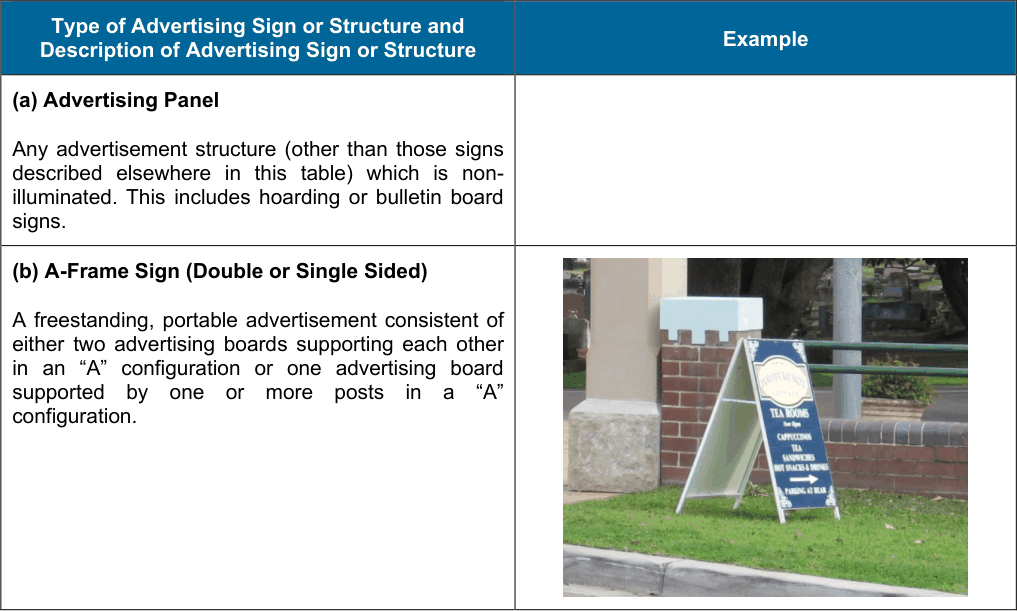 Type of Advertising Sign or Structure and
Description of Advertising Sign or Structure
Example
(a) Advertising Panel
Any advertisement structure (other than those signs
described elsewhere in this table) which is non-
illuminated. This includes hoarding or bulletin board
signs.
(b) A-Frame Sign (Double or Single Sided)
A freestanding, portable advertisement consistent of
either two advertising boards supporting each other
in an “A” configuration or one advertising board
supported by one or more posts in a “A”
configuration.
TEA ROOMS
Now Open
CAPPUCCINOS
TEA
SANDWICHES
HOT SNACKS & DRINKS
PARKING AT REAR